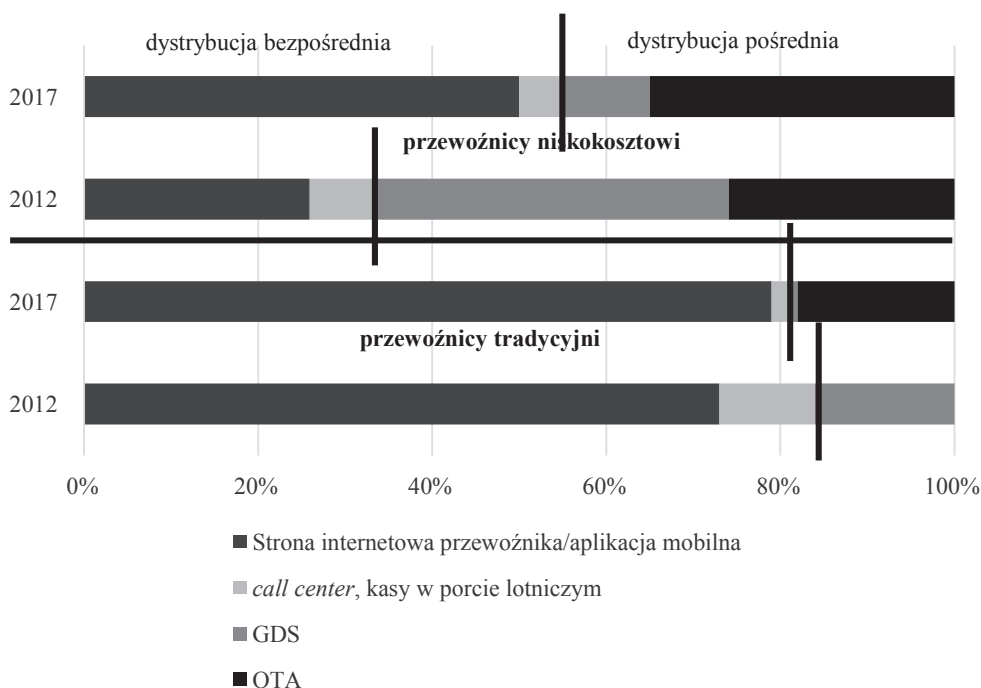 dystrybucja bezpośrednia dystrybucja pośrednia
2017
przewoźnicy niskokosztowi
2012
2017
przewoźnicy tradycyjni
2012
0% 20% 40% 60% 80% 100%
Strona internetowa przewoźnika/aplikacja mobilna
call center, kasy w porcie lotniczym
GDS
OTA